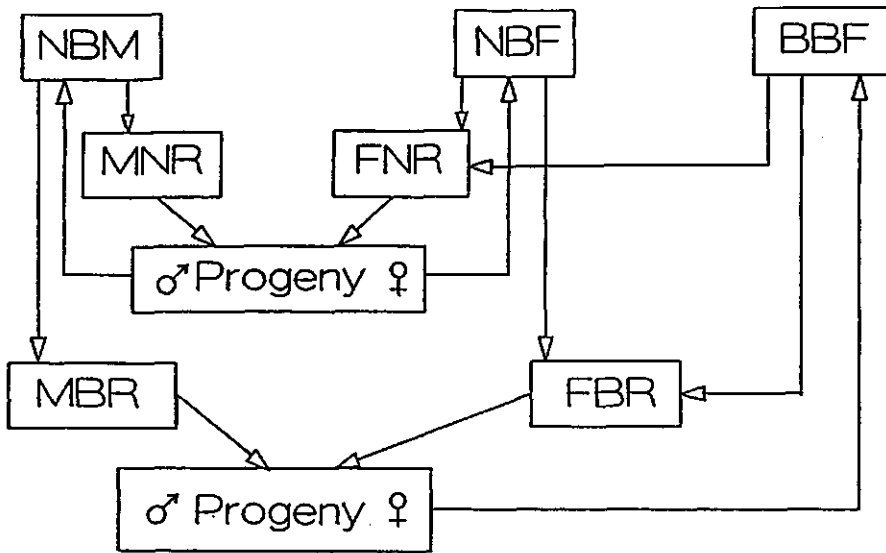 NBM NBF BBF
MNR FNR
♂ Progeny ♀
MBR FBR
♂ Progeny ♀